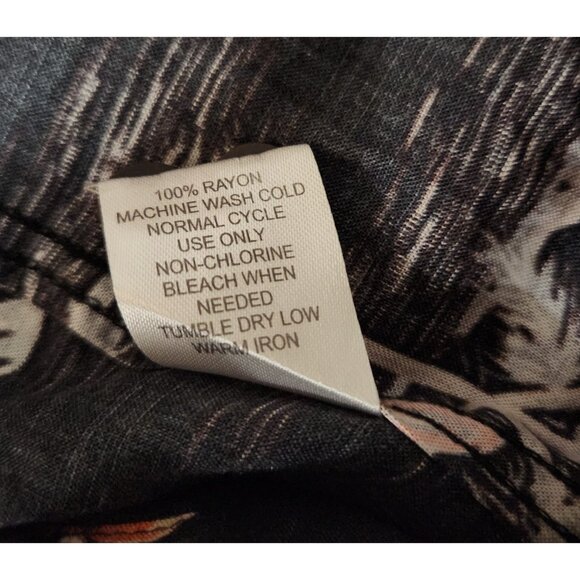 100% RAYON
MACHINE WASH COLD
NORMAL CYCLE
USE ONLY
NON-CHLORINE
BLEACH WHEN
NEEDED
TUMBLE DRY LOW
WARM IRON